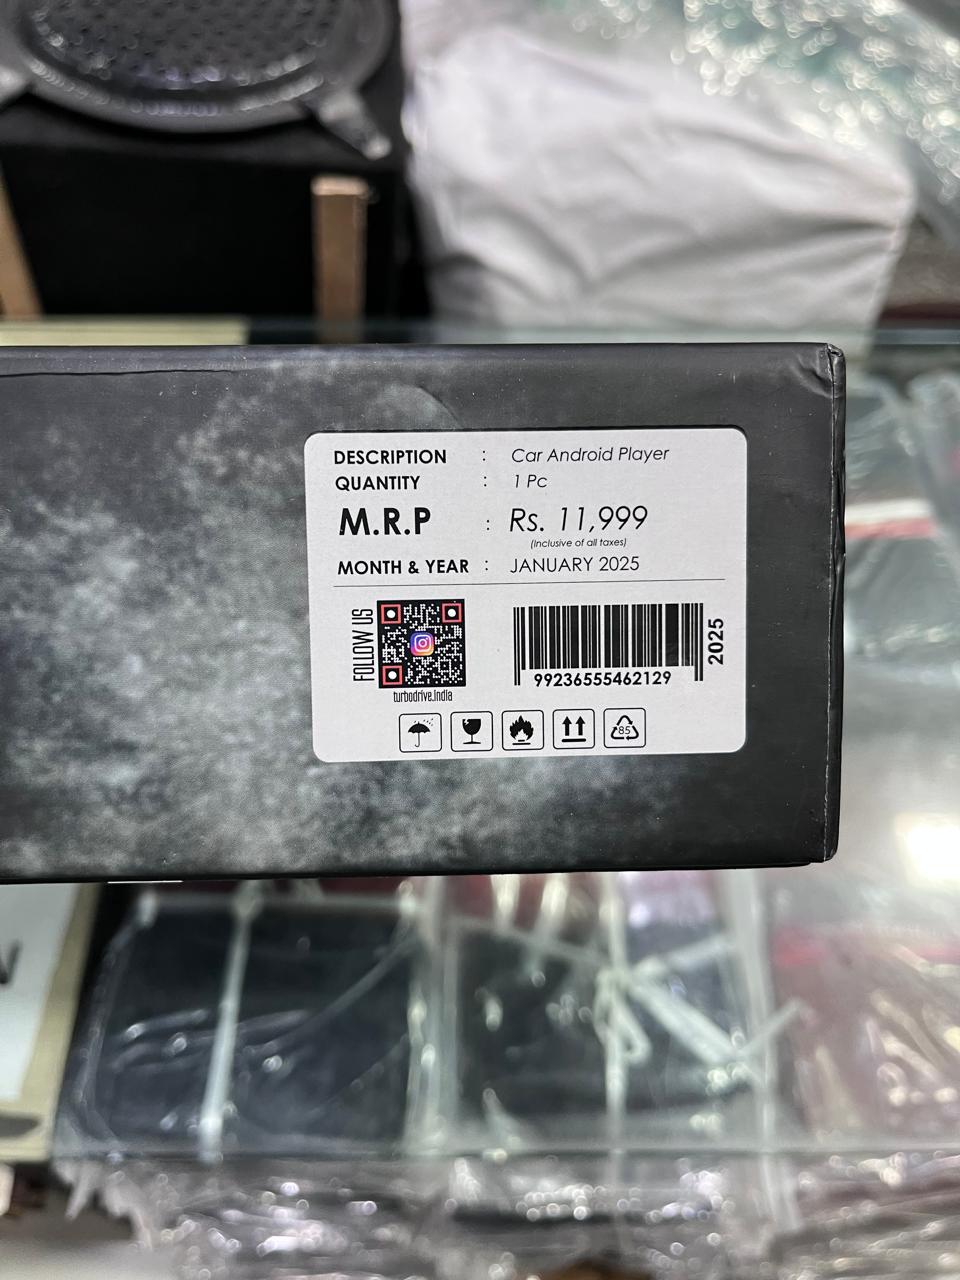 DESCRIPTION : Car Android Player
QUANTITY : 1 Pc
M.R.P : Rs. 11,999
(Inclusive of all taxes)
MONTH & YEAR : JANUARY 2025
FOLLOW US
turbodrive.india
99236555462129
2025
85